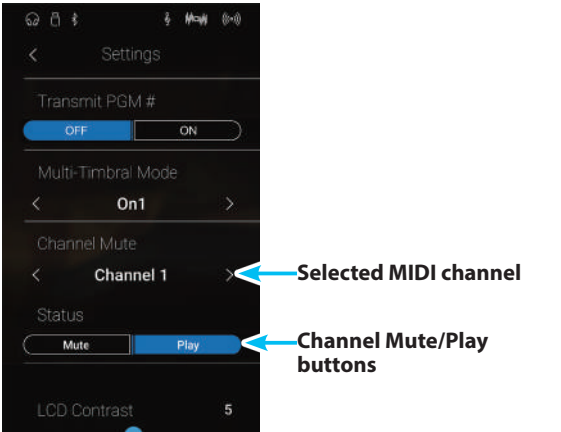 Settings
Transmit PGM #
OFF ON
Multi-Timbral Mode
< On1 >
Channel Mute
< Channel 1 >
Selected MIDI channel
Status
Mute Play
Channel Mute/Play
buttons
LCD Contrast 5